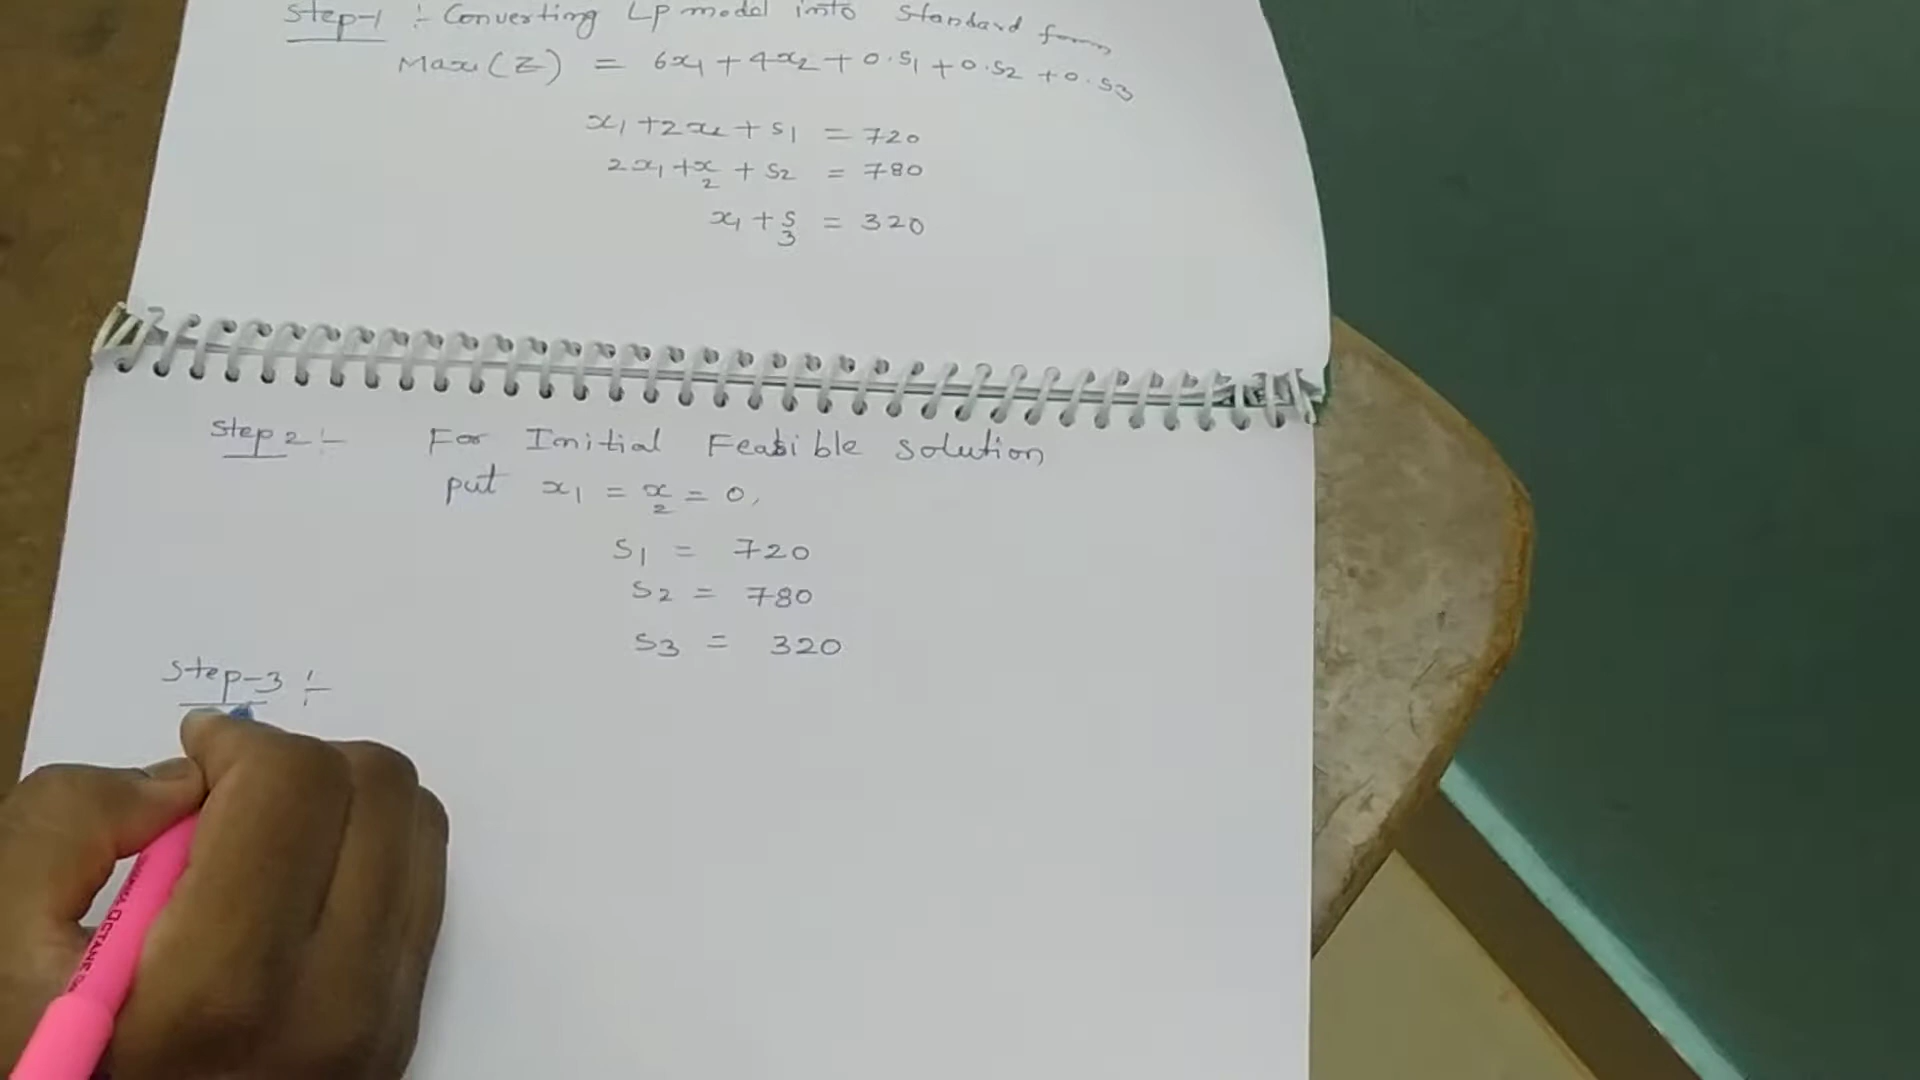 Step-1 :- Converting Lp model into Standard form
Max(Z) = 6x1 + 4x2 + 0.s1 + 0.s2 + 0.s3
x1 + 2x2 + s1 = 720
2x1 + x2 + s2 = 780
x1 + s3 = 320
Step 2 :- For Initial Feasible solution
put x1 = x2 = 0,
s1 = 720
s2 = 780
s3 = 320
Step-3 :-
OCTANE